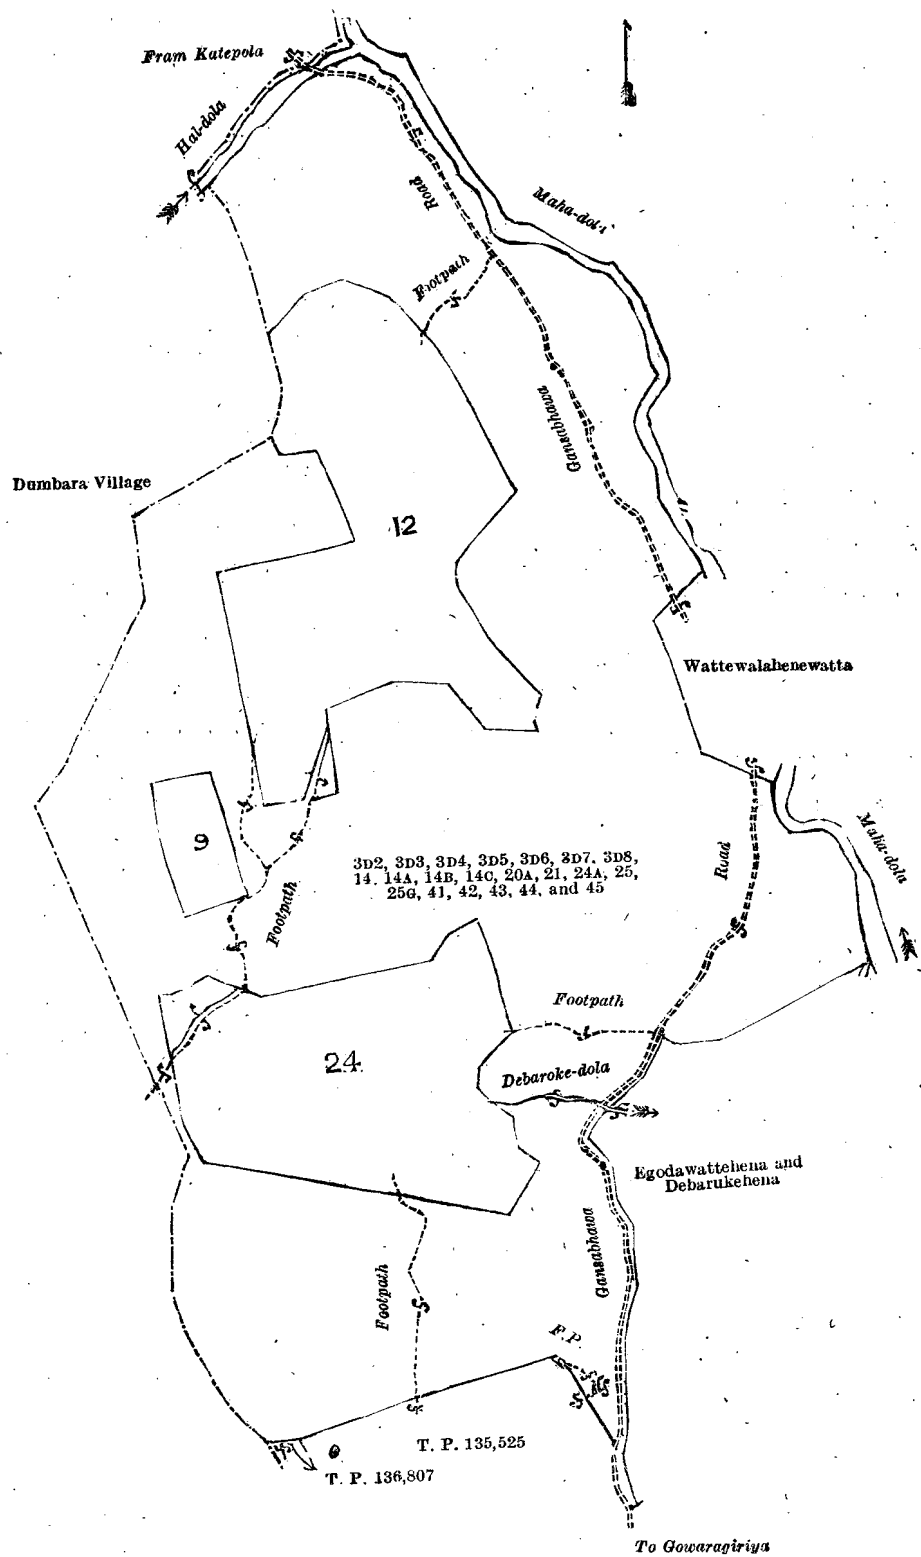 Fram Katepola
Hal-dola
Road
Maha-dola
Footpath
Gansabhawa
Dumbara Village
12
Wattewalahenewatta
9
3D2, 3D3, 3D4, 3D5, 3D6, 3D7. 3D8,
14. 14A, 14B, 14C, 20A, 21, 24A, 25,
25G, 41, 42, 43, 44, and 45
Road
Maha-dola
Footpath
Footpath
24
Debaroke-dola
Egodawattehena and
Debarukehena
Gansabhawa
Footpath
F.P.
T. P. 135,525
T. P. 136,807
To Gowaragiriya